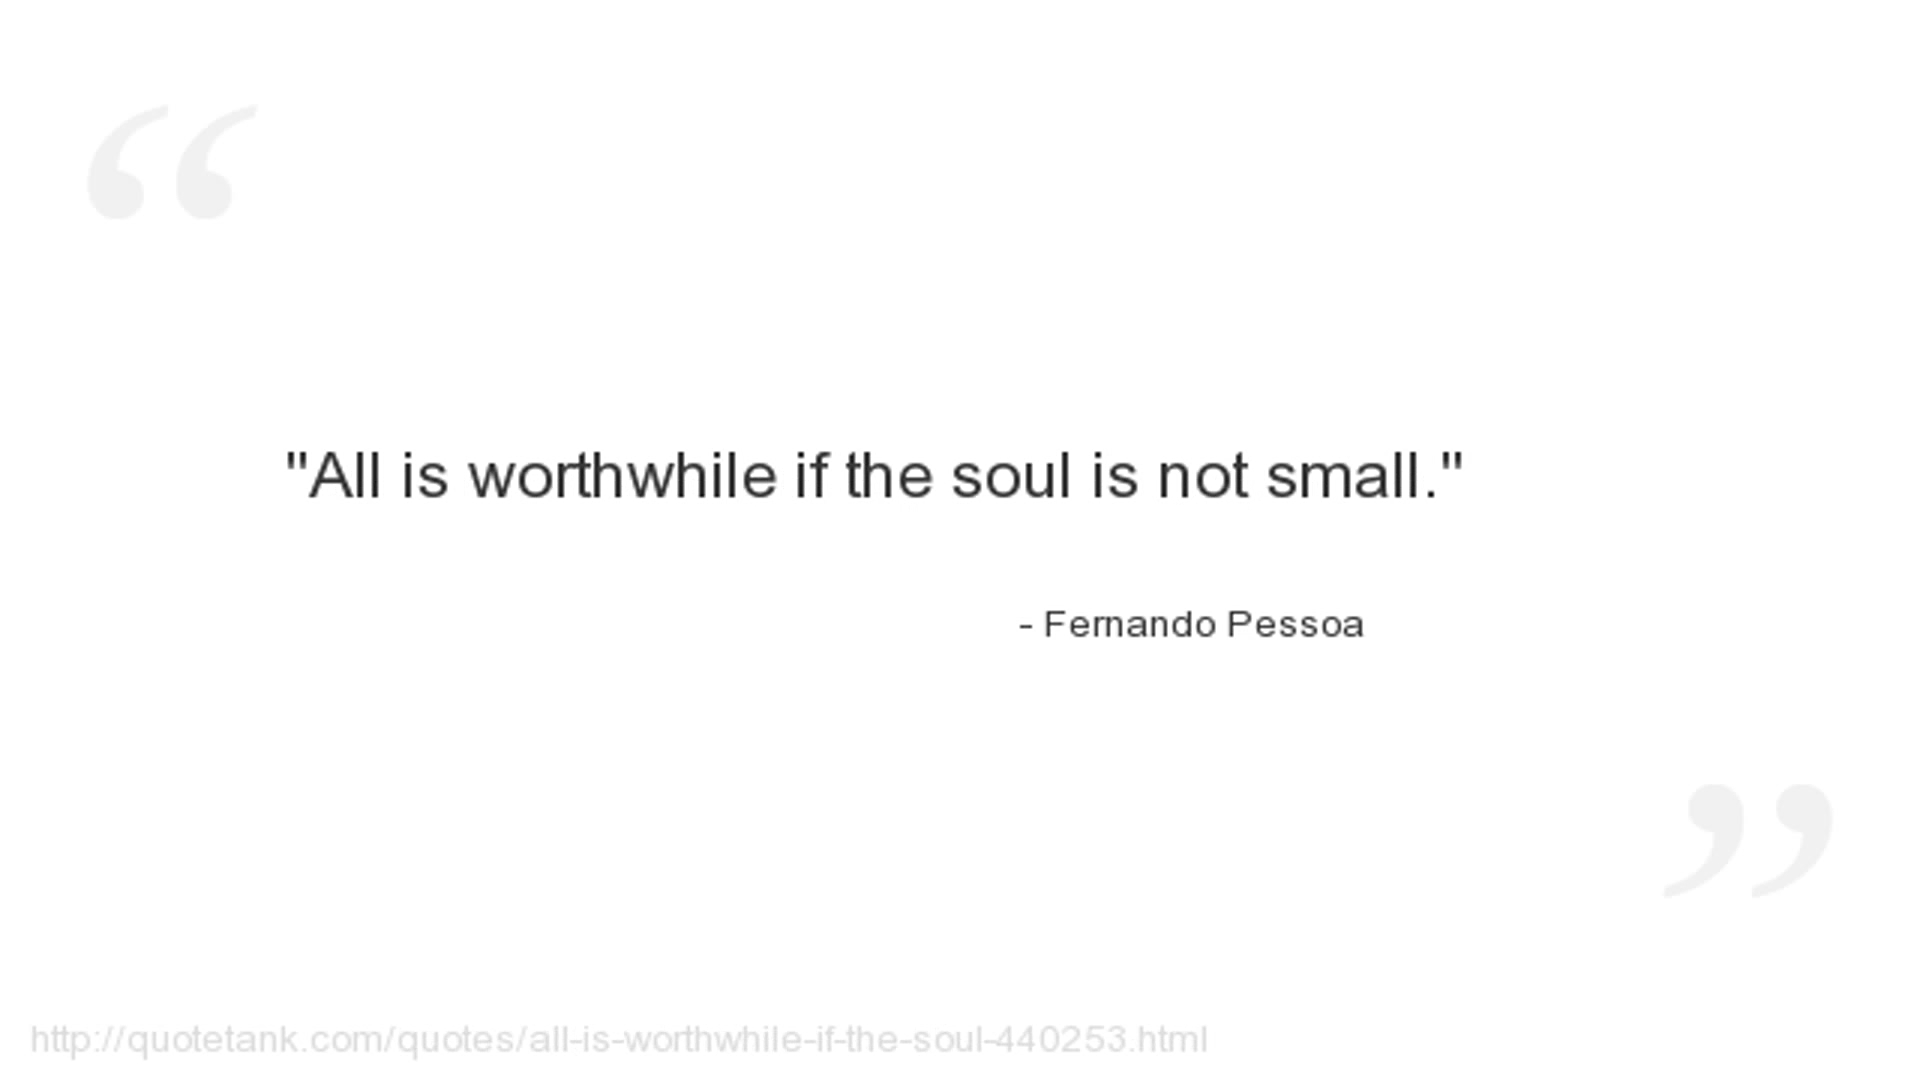 "All is worthwhile if the soul is not small."
- Fernando Pessoa
http://quotetank.com/quotes/all-is-worthwhile-if-the-soul-440253.html